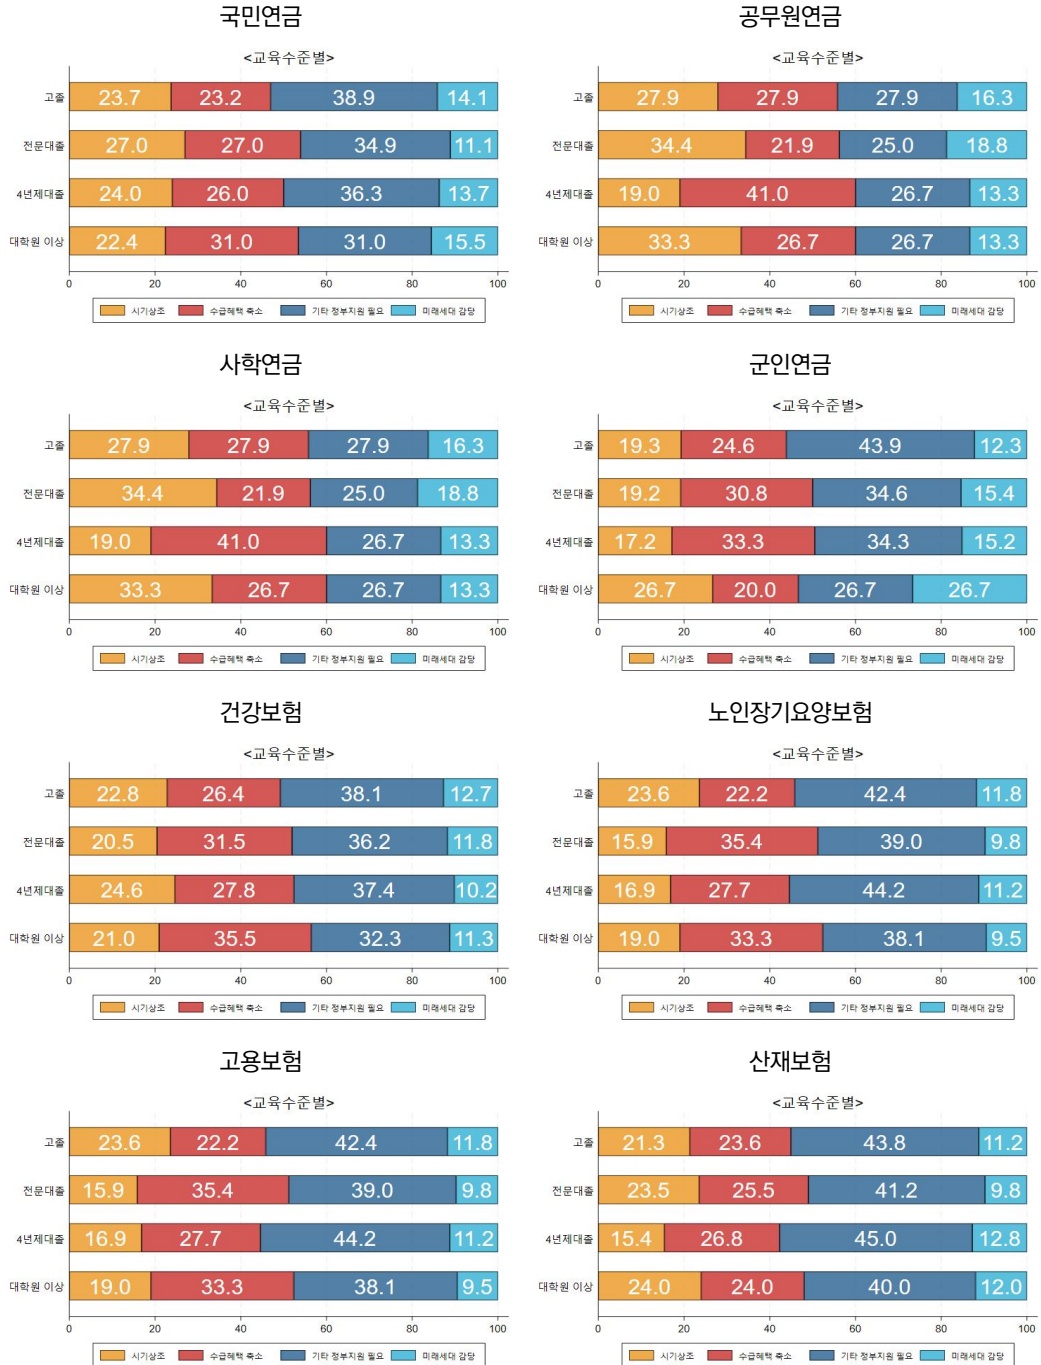 국민연금
<교육수준별>
고졸 23.7 23.2 38.9 14.1
전문대졸 27.0 27.0 34.9 11.1
4년제대졸 24.0 26.0 36.3 13.7
대학원 이상 22.4 31.0 31.0 15.5
0 20 40 60 80 100
시기상조 수급혜택 축소 기타 정부지원 필요 미래세대 감당
공무원연금
<교육수준별>
고졸 27.9 27.9 27.9 16.3
전문대졸 34.4 21.9 25.0 18.8
4년제대졸 19.0 41.0 26.7 13.3
대학원 이상 33.3 26.7 26.7 13.3
0 20 40 60 80 100
시기상조 수급혜택 축소 기타 정부지원 필요 미래세대 감당
사학연금
<교육수준별>
고졸 27.9 27.9 27.9 16.3
전문대졸 34.4 21.9 25.0 18.8
4년제대졸 19.0 41.0 26.7 13.3
대학원 이상 33.3 26.7 26.7 13.3
0 20 40 60 80 100
시기상조 수급혜택 축소 기타 정부지원 필요 미래세대 감당
군인연금
<교육수준별>
고졸 19.3 24.6 43.9 12.3
전문대졸 19.2 30.8 34.6 15.4
4년제대졸 17.2 33.3 34.3 15.2
대학원 이상 26.7 20.0 26.7 26.7
0 20 40 60 80 100
시기상조 수급혜택 축소 기타 정부지원 필요 미래세대 감당
건강보험
<교육수준별>
고졸 22.8 26.4 38.1 12.7
전문대졸 20.5 31.5 36.2 11.8
4년제대졸 24.6 27.8 37.4 10.2
대학원 이상 21.0 35.5 32.3 11.3
0 20 40 60 80 100
시기상조 수급혜택 축소 기타 정부지원 필요 미래세대 감당
노인장기요양보험
<교육수준별>
고졸 23.6 22.2 42.4 11.8
전문대졸 15.9 35.4 39.0 9.8
4년제대졸 16.9 27.7 44.2 11.2
대학원 이상 19.0 33.3 38.1 9.5
0 20 40 60 80 100
시기상조 수급혜택 축소 기타 정부지원 필요 미래세대 감당
고용보험
<교육수준별>
고졸 23.6 22.2 42.4 11.8
전문대졸 15.9 35.4 39.0 9.8
4년제대졸 16.9 27.7 44.2 11.2
대학원 이상 19.0 33.3 38.1 9.5
0 20 40 60 80 100
시기상조 수급혜택 축소 기타 정부지원 필요 미래세대 감당
산재보험
<교육수준별>
고졸 21.3 23.6 43.8 11.2
전문대졸 23.5 25.5 41.2 9.8
4년제대졸 15.4 26.8 45.0 12.8
대학원 이상 24.0 24.0 40.0 12.0
0 20 40 60 80 100
시기상조 수급혜택 축소 기타 정부지원 필요 미래세대 감당